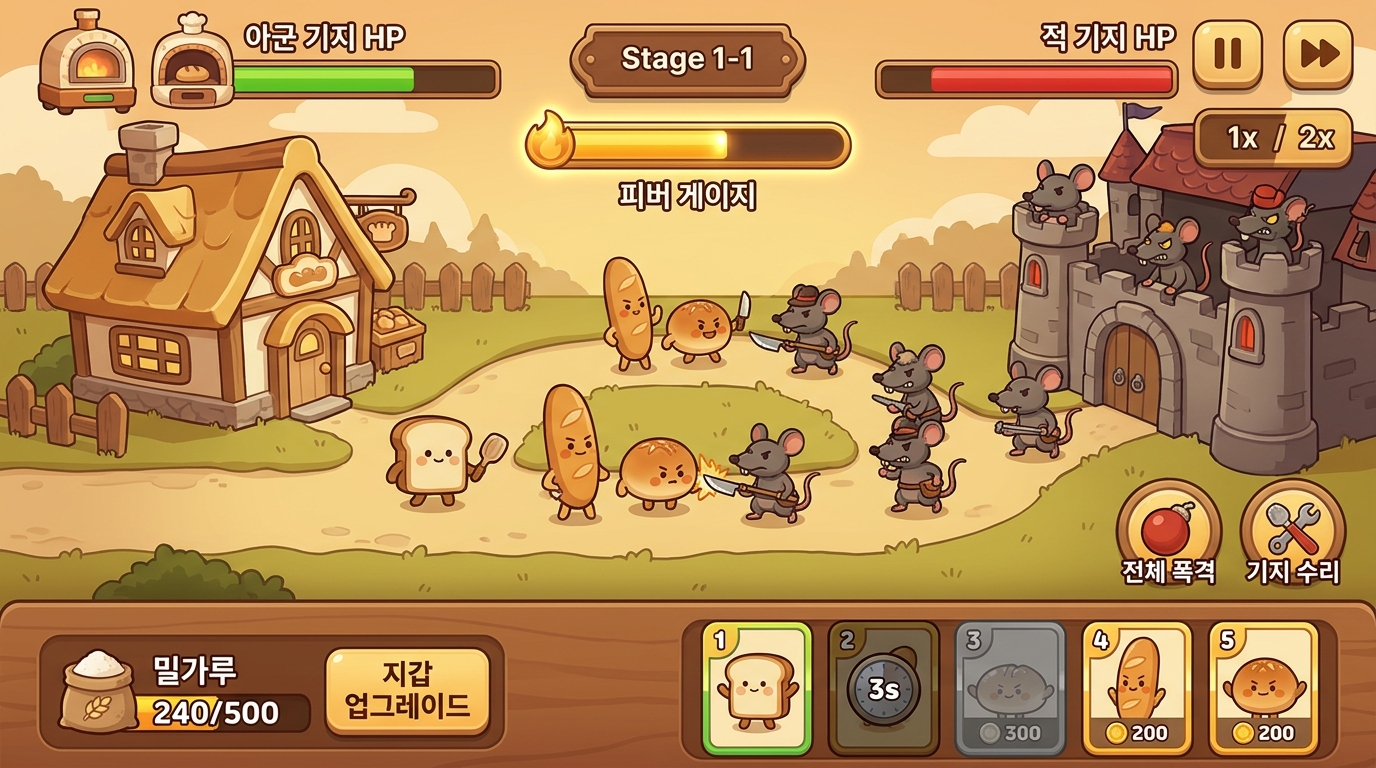 아군 기지 HP
Stage 1-1
적 기지 HP
1x / 2x
피버 게이지
전체 폭격
기지 수리
밀가루
240/500
지갑
업그레이드
1
2
3s
3
300
4
200
5
200